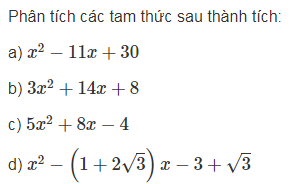 Phân tích các tam thức sau thành tích:
a) x² − 11x + 30
b) 3x² + 14x + 8
c) 5x² + 8x − 4
d) x² − (1 + 2√3) x − 3 + √3